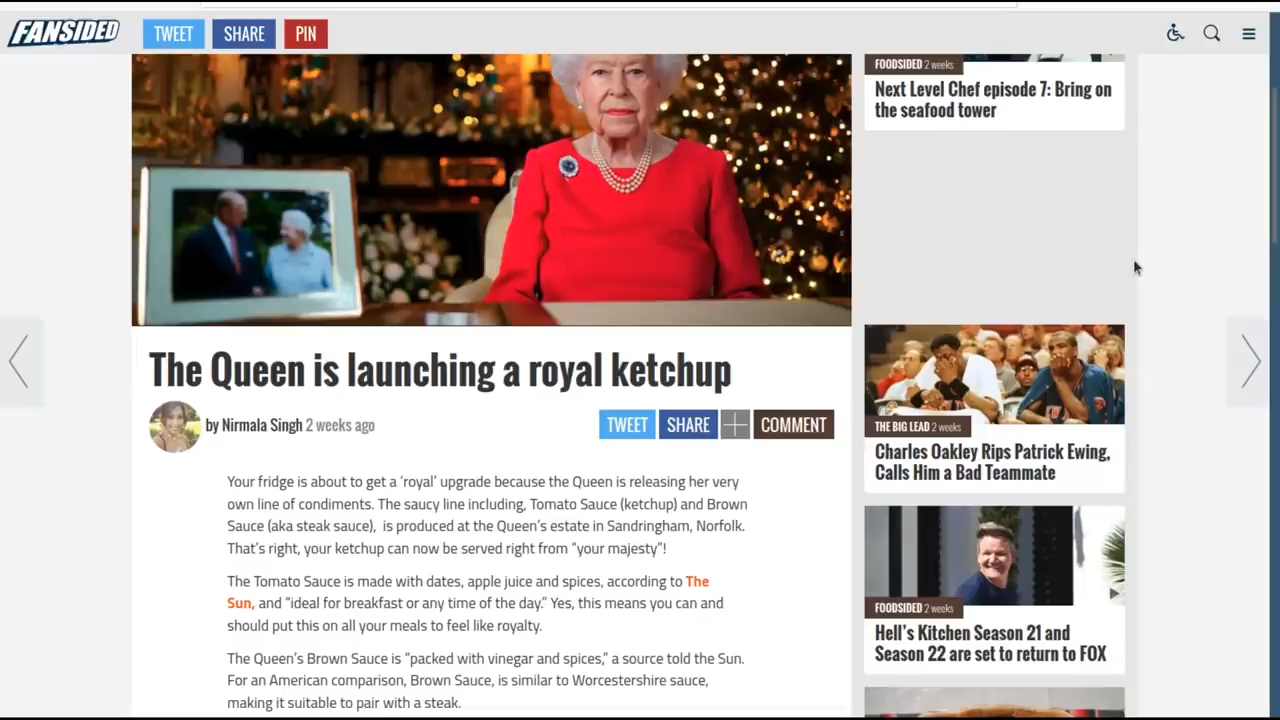 FANSIDED
TWEET
SHARE
PIN
FOODSIDED 2 weeks
Next Level Chef episode 7: Bring on
the seafood tower
The Queen is launching a royal ketchup
by Nirmala Singh 2 weeks ago
TWEET
SHARE
COMMENT
Your fridge is about to get a ‘royal’ upgrade because the Queen is releasing her very
own line of condiments. The saucy line including, Tomato Sauce (ketchup) and Brown
Sauce (aka steak sauce), is produced at the Queen’s estate in Sandringham, Norfolk.
That’s right, your ketchup can now be served right from “your majesty”!
The Tomato Sauce is made with dates, apple juice and spices, according to The
Sun, and “ideal for breakfast or any time of the day.” Yes, this means you can and
should put this on all your meals to feel like royalty.
The Queen’s Brown Sauce is “packed with vinegar and spices,” a source told the Sun.
For an American comparison, Brown Sauce, is similar to Worcestershire sauce,
making it suitable to pair with a steak.
THE BIG LEAD 2 weeks
Charles Oakley Rips Patrick Ewing,
Calls Him a Bad Teammate
FOODSIDED 2 weeks
Hell’s Kitchen Season 21 and
Season 22 are set to return to FOX